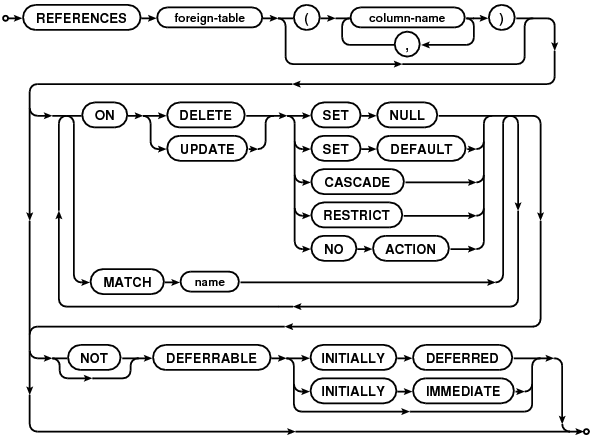 REFERENCES foreign-table ( column-name )
,
ON DELETE SET NULL
UPDATE SET DEFAULT
CASCADE
RESTRICT
NO ACTION
MATCH name
NOT DEFERRABLE INITIALLY DEFERRED
INITIALLY IMMEDIATE